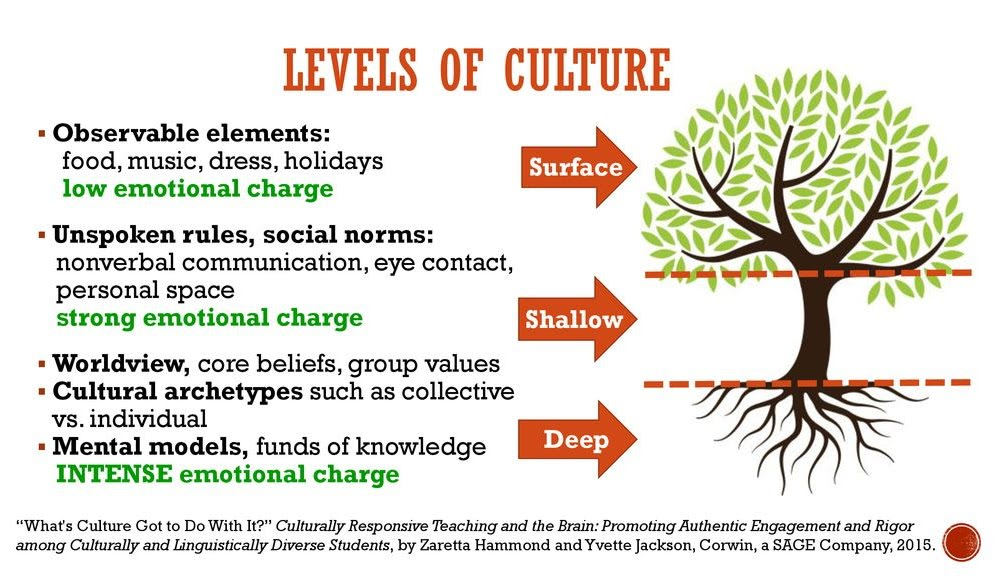 LEVELS OF CULTURE
▪ Observable elements:
food, music, dress, holidays
low emotional charge
Surface
▪ Unspoken rules, social norms:
nonverbal communication, eye contact,
personal space
strong emotional charge
Shallow
▪ Worldview, core beliefs, group values
▪ Cultural archetypes such as collective
vs. individual
▪ Mental models, funds of knowledge
INTENSE emotional charge
Deep
“What's Culture Got to Do With It?” Culturally Responsive Teaching and the Brain: Promoting Authentic Engagement and Rigor
among Culturally and Linguistically Diverse Students, by Zaretta Hammond and Yvette Jackson, Corwin, a SAGE Company, 2015.